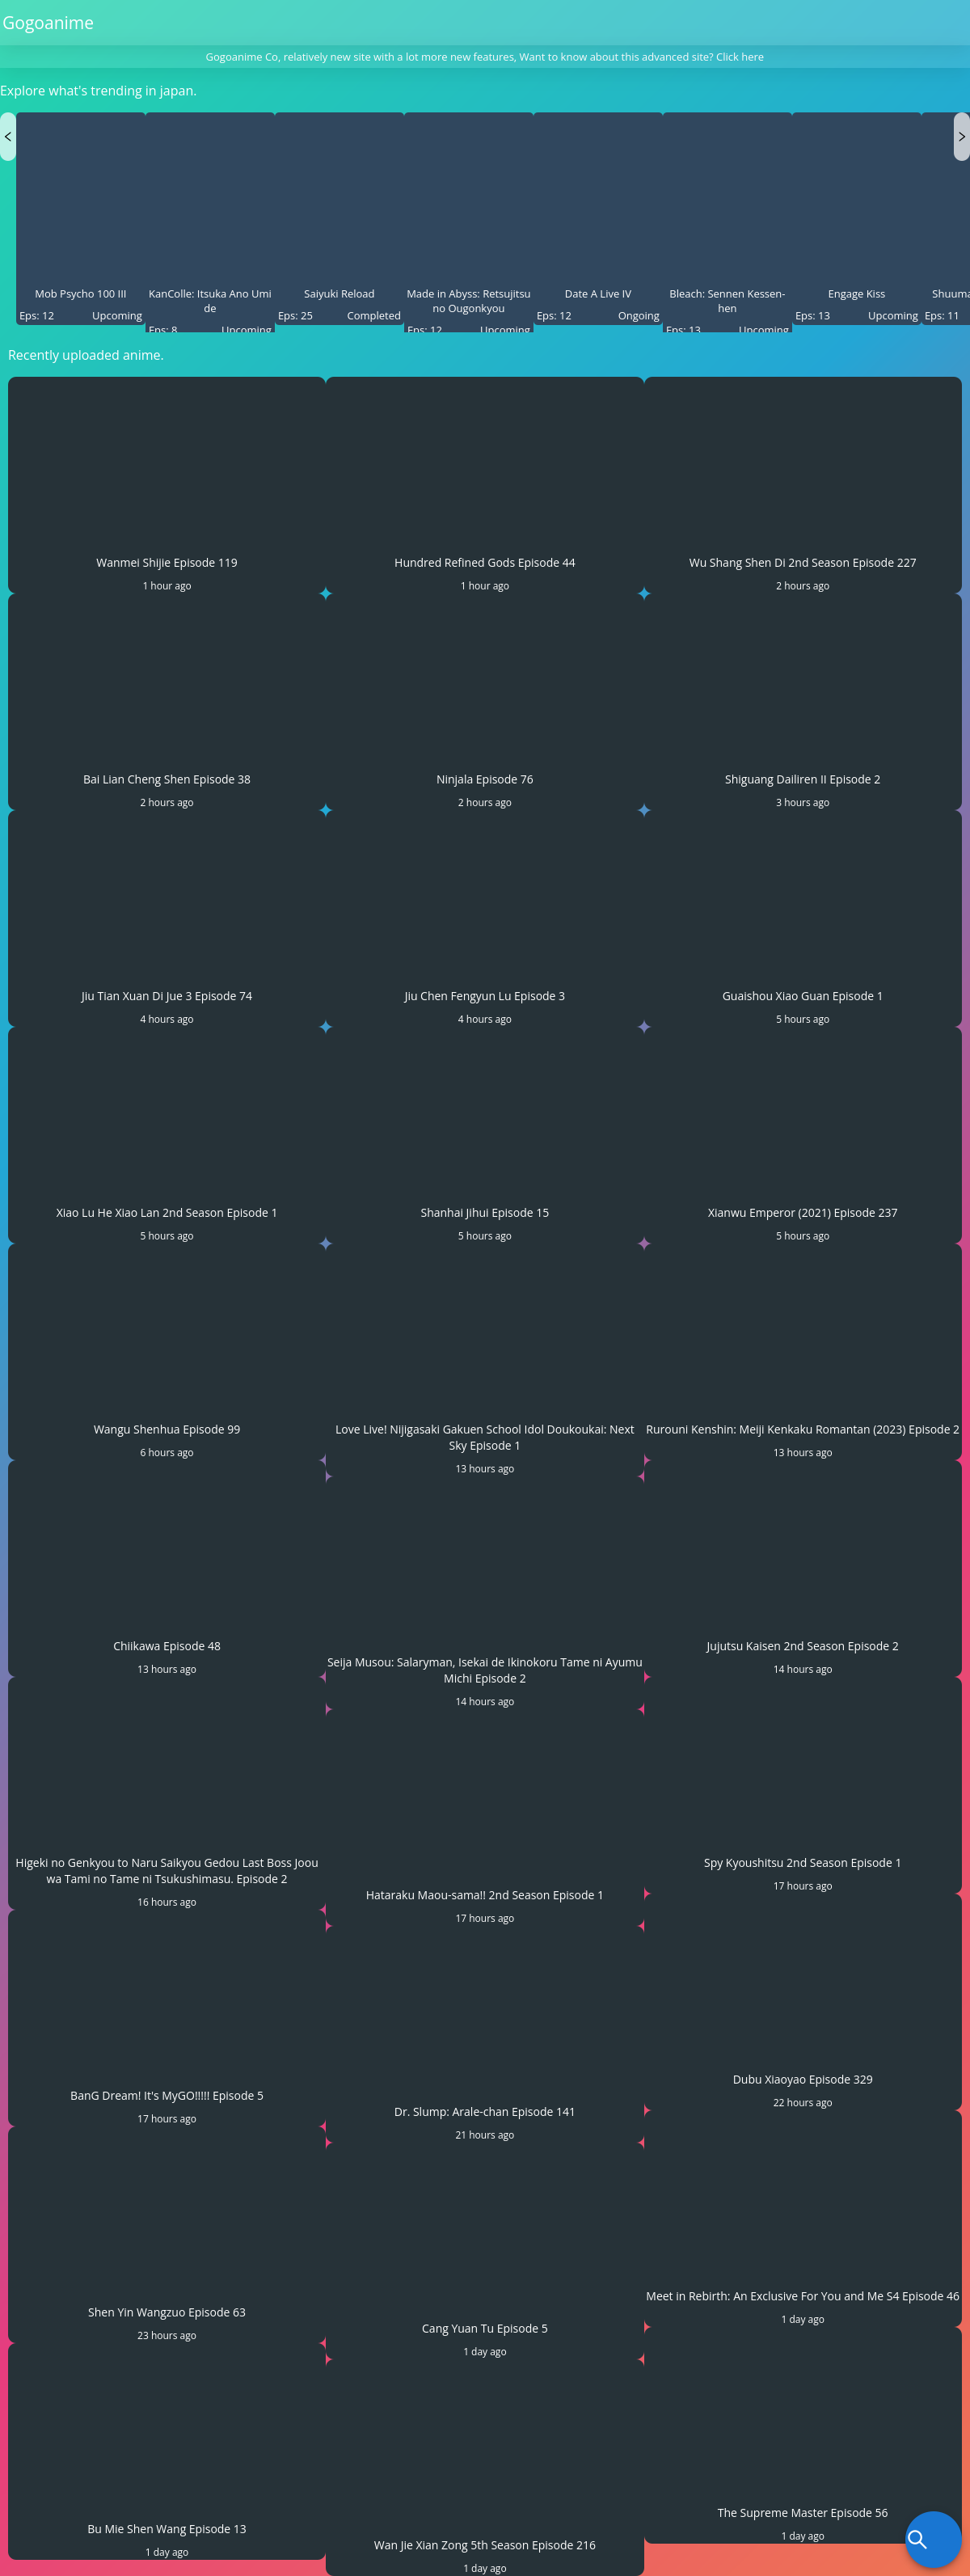 Gogoanime
Gogoanime Co, relatively new site with a lot more new features, Want to know about this advanced site? Click here
Explore what's trending in japan.
Mob Psycho 100 III
Eps: 12 Upcoming
KanColle: Itsuka Ano Umi
de
Eps: 8 Upcoming
Saiyuki Reload
Eps: 25 Completed
Made in Abyss: Retsujitsu
no Ougonkyou
Eps: 12 Upcoming
Date A Live IV
Eps: 12 Ongoing
Bleach: Sennen Kessen-
hen
Eps: 13 Upcoming
Engage Kiss
Eps: 13 Upcoming
Eps: 11
Recently uploaded anime.
Wanmei Shijie Episode 119
1 hour ago
Hundred Refined Gods Episode 44
1 hour ago
Wu Shang Shen Di 2nd Season Episode 227
2 hours ago
Bai Lian Cheng Shen Episode 38
2 hours ago
Ninjala Episode 76
2 hours ago
Shiguang Dailiren II Episode 2
3 hours ago
Jiu Tian Xuan Di Jue 3 Episode 74
4 hours ago
Jiu Chen Fengyun Lu Episode 3
4 hours ago
Guaishou Xiao Guan Episode 1
5 hours ago
Xiao Lu He Xiao Lan 2nd Season Episode 1
5 hours ago
Shanhai Jihui Episode 15
5 hours ago
Xianwu Emperor (2021) Episode 237
5 hours ago
Wangu Shenhua Episode 99
6 hours ago
Love Live! Nijigasaki Gakuen School Idol Doukoukai: Next
Sky Episode 1
13 hours ago
Rurouni Kenshin: Meiji Kenkaku Romantan (2023) Episode 2
13 hours ago
Chiikawa Episode 48
13 hours ago
Seija Musou: Salaryman, Isekai de Ikinokoru Tame ni Ayumu
Michi Episode 2
14 hours ago
Jujutsu Kaisen 2nd Season Episode 2
14 hours ago
Higeki no Genkyou to Naru Saikyou Gedou Last Boss Joou
wa Tami no Tame ni Tsukushimasu. Episode 2
16 hours ago
Hataraku Maou-sama!! 2nd Season Episode 1
17 hours ago
Spy Kyoushitsu 2nd Season Episode 1
17 hours ago
BanG Dream! It's MyGO!!!!! Episode 5
17 hours ago
Dr. Slump: Arale-chan Episode 141
21 hours ago
Dubu Xiaoyao Episode 329
22 hours ago
Shen Yin Wangzuo Episode 63
23 hours ago
Cang Yuan Tu Episode 5
1 day ago
Meet in Rebirth: An Exclusive For You and Me S4 Episode 46
1 day ago
Bu Mie Shen Wang Episode 13
1 day ago
Wan Jie Xian Zong 5th Season Episode 216
1 day ago
The Supreme Master Episode 56
1 day ago